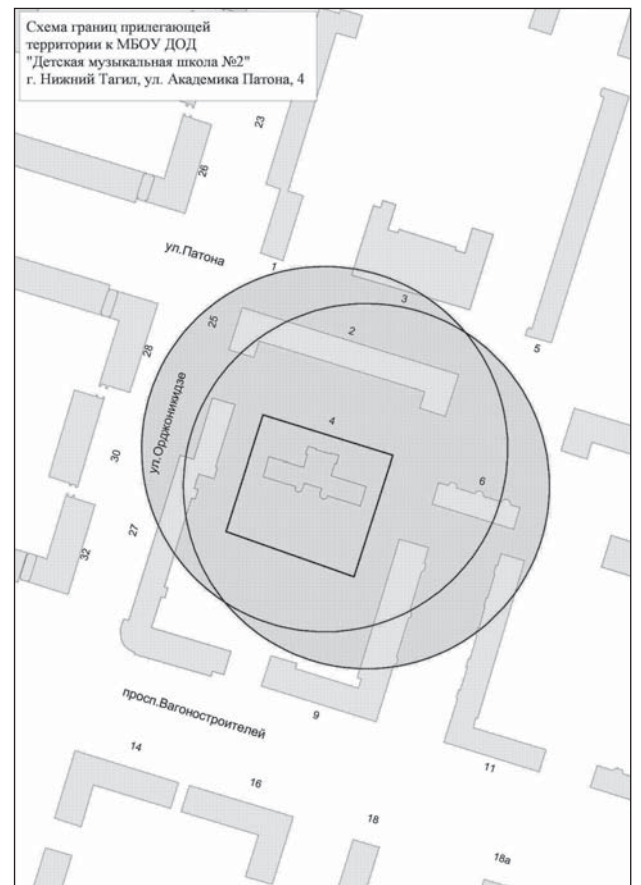 Схема границ прилегающей
территории к МБОУ ДОД
"Детская музыкальная школа №2"
г. Нижний Тагил, ул. Академика Патона, 4
23
26
ул.Патона
1
3
25
2
5
28
ул.Орджоникидзе
4
30
6
27
32
просп.Вагоностроителей
9
14
11
16
18
18а